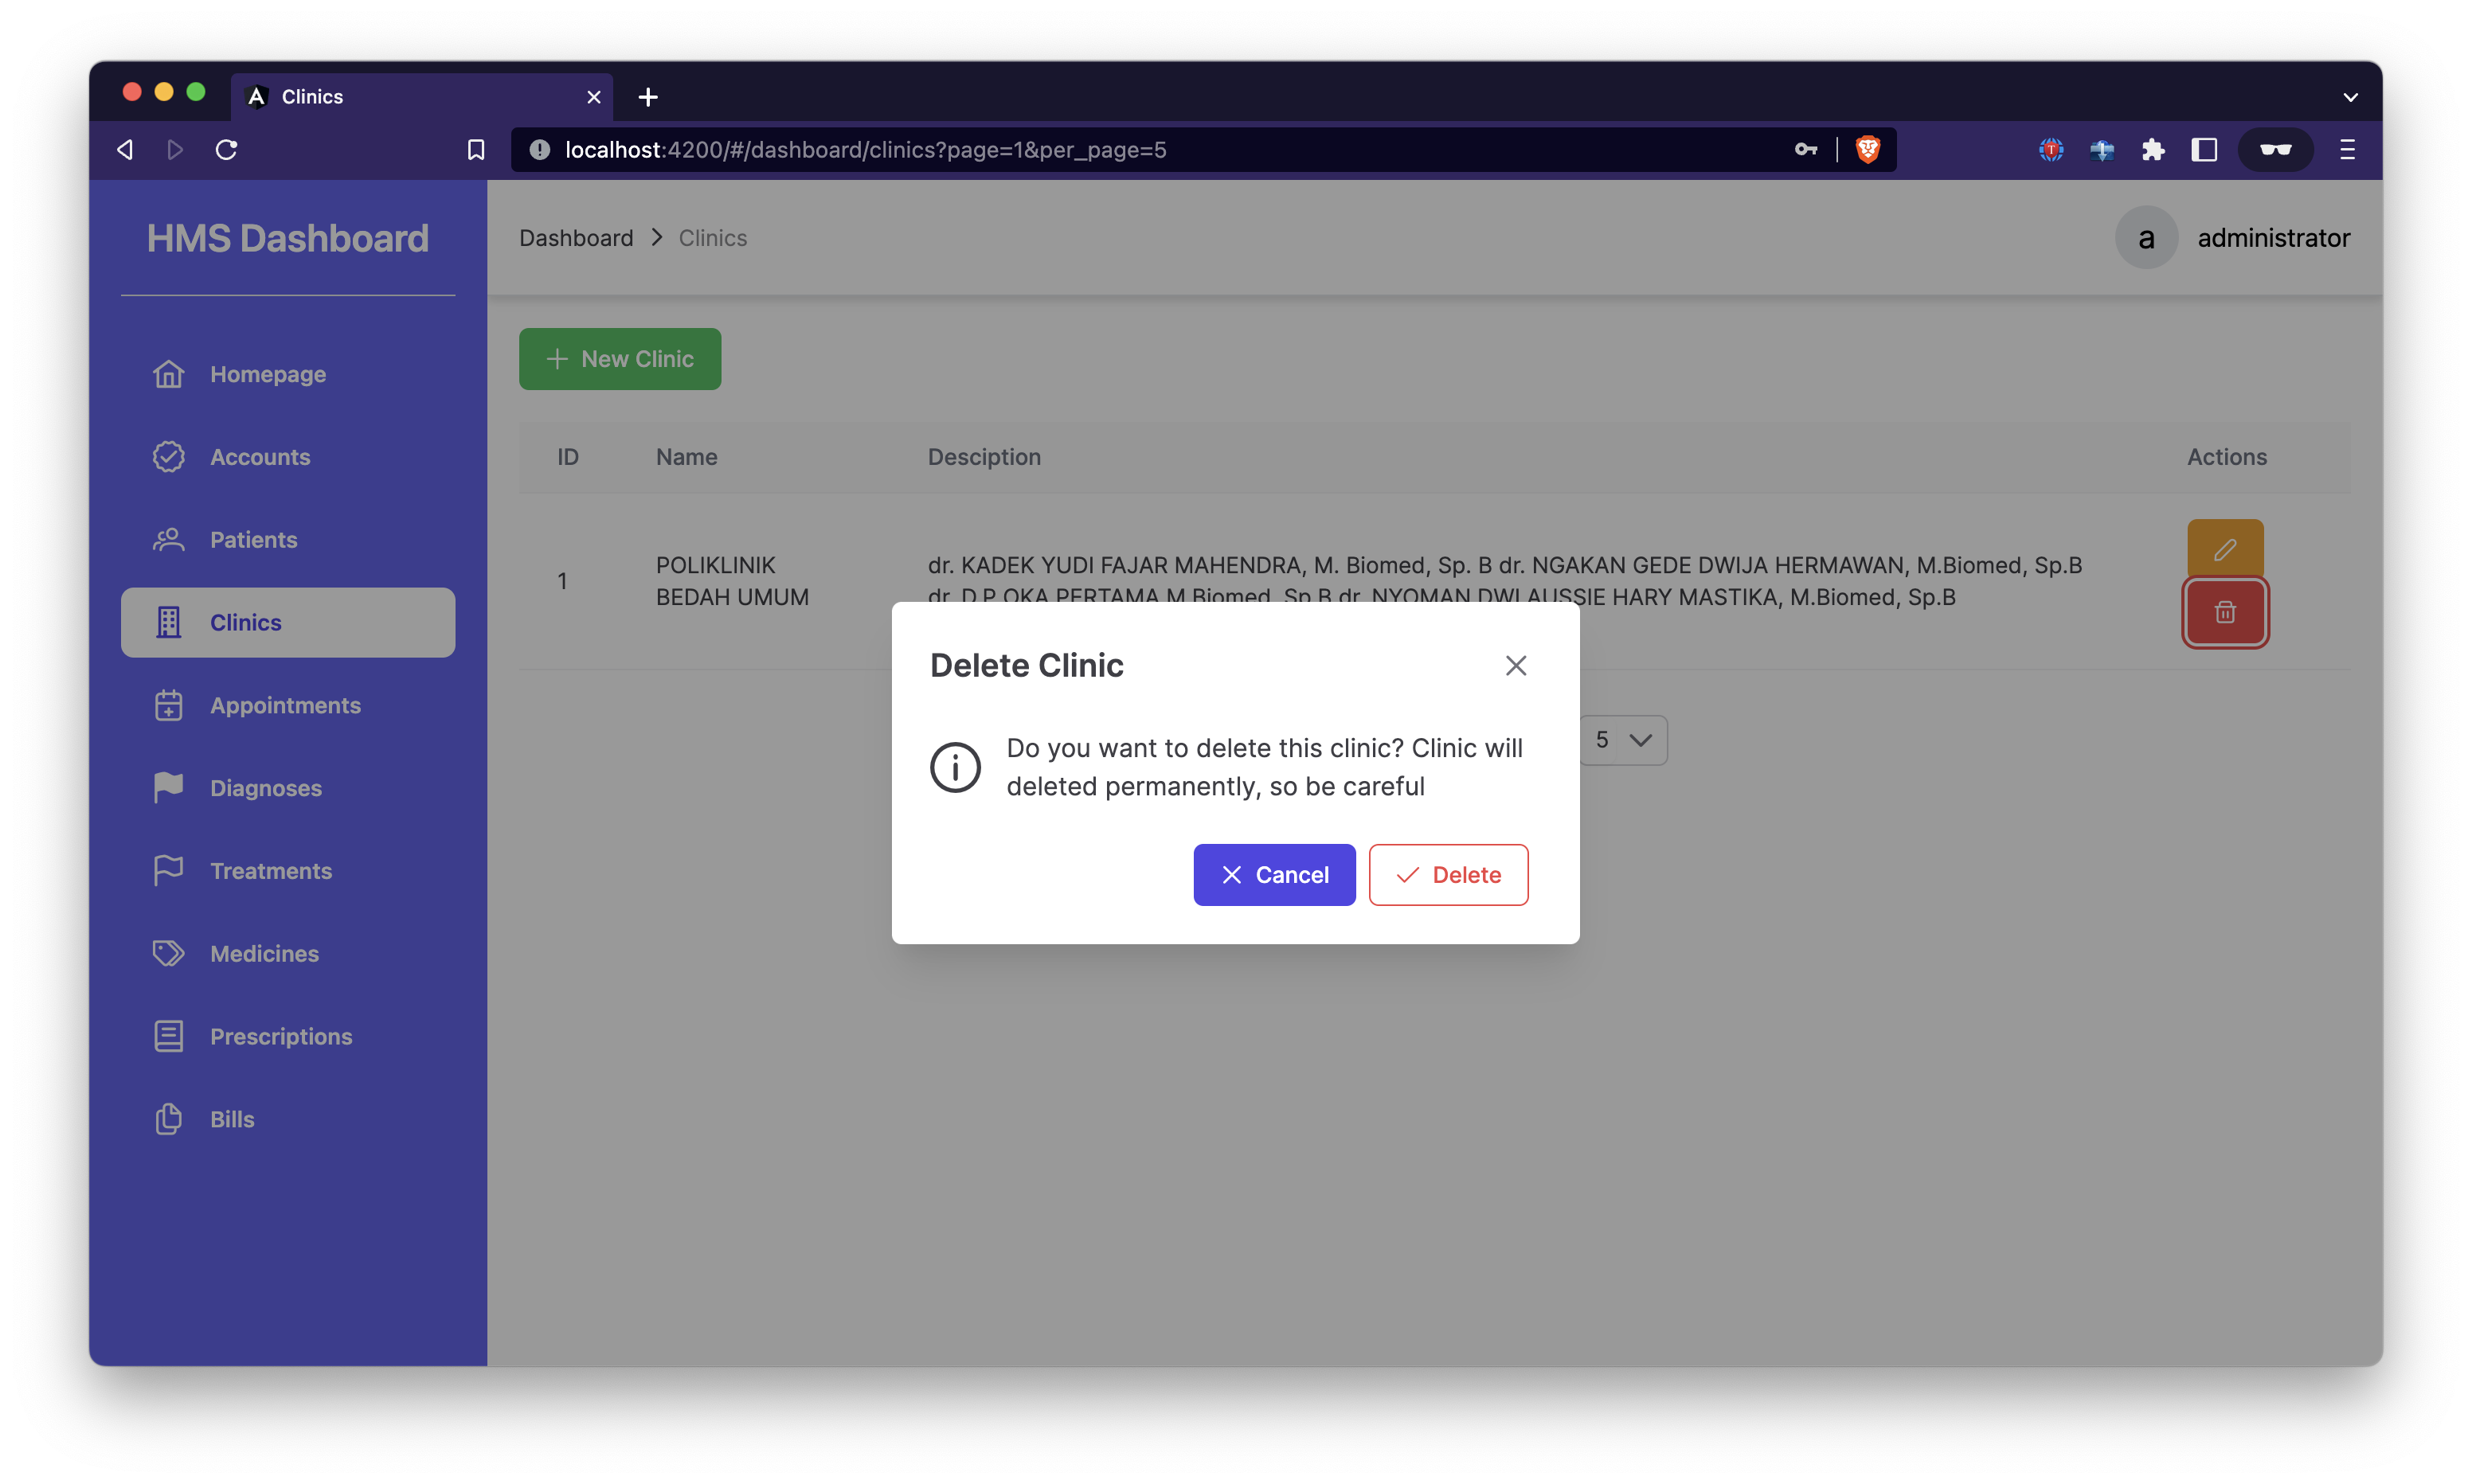 Clinics
localhost:4200/#/dashboard/clinics?page=1&per_page=5
HMS Dashboard
Homepage
Accounts
Patients
Clinics
Appointments
Diagnoses
Treatments
Medicines
Prescriptions
Bills
Dashboard > Clinics
a administrator
+ New Clinic
ID Name Desciption Actions
1
POLIKLINIK
BEDAH UMUM
dr. KADEK YUDI FAJAR MAHENDRA, M. Biomed, Sp. B dr. NGAKAN GEDE DWIJA HERMAWAN, M.Biomed, Sp.B
dr. D.P OKA PERTAMA M.Biomed, Sp.B dr. NYOMAN DWI AUSSIE HARY MASTIKA, M.Biomed, Sp.B
Delete Clinic
Do you want to delete this clinic? Clinic will
deleted permanently, so be careful
Cancel Delete
5